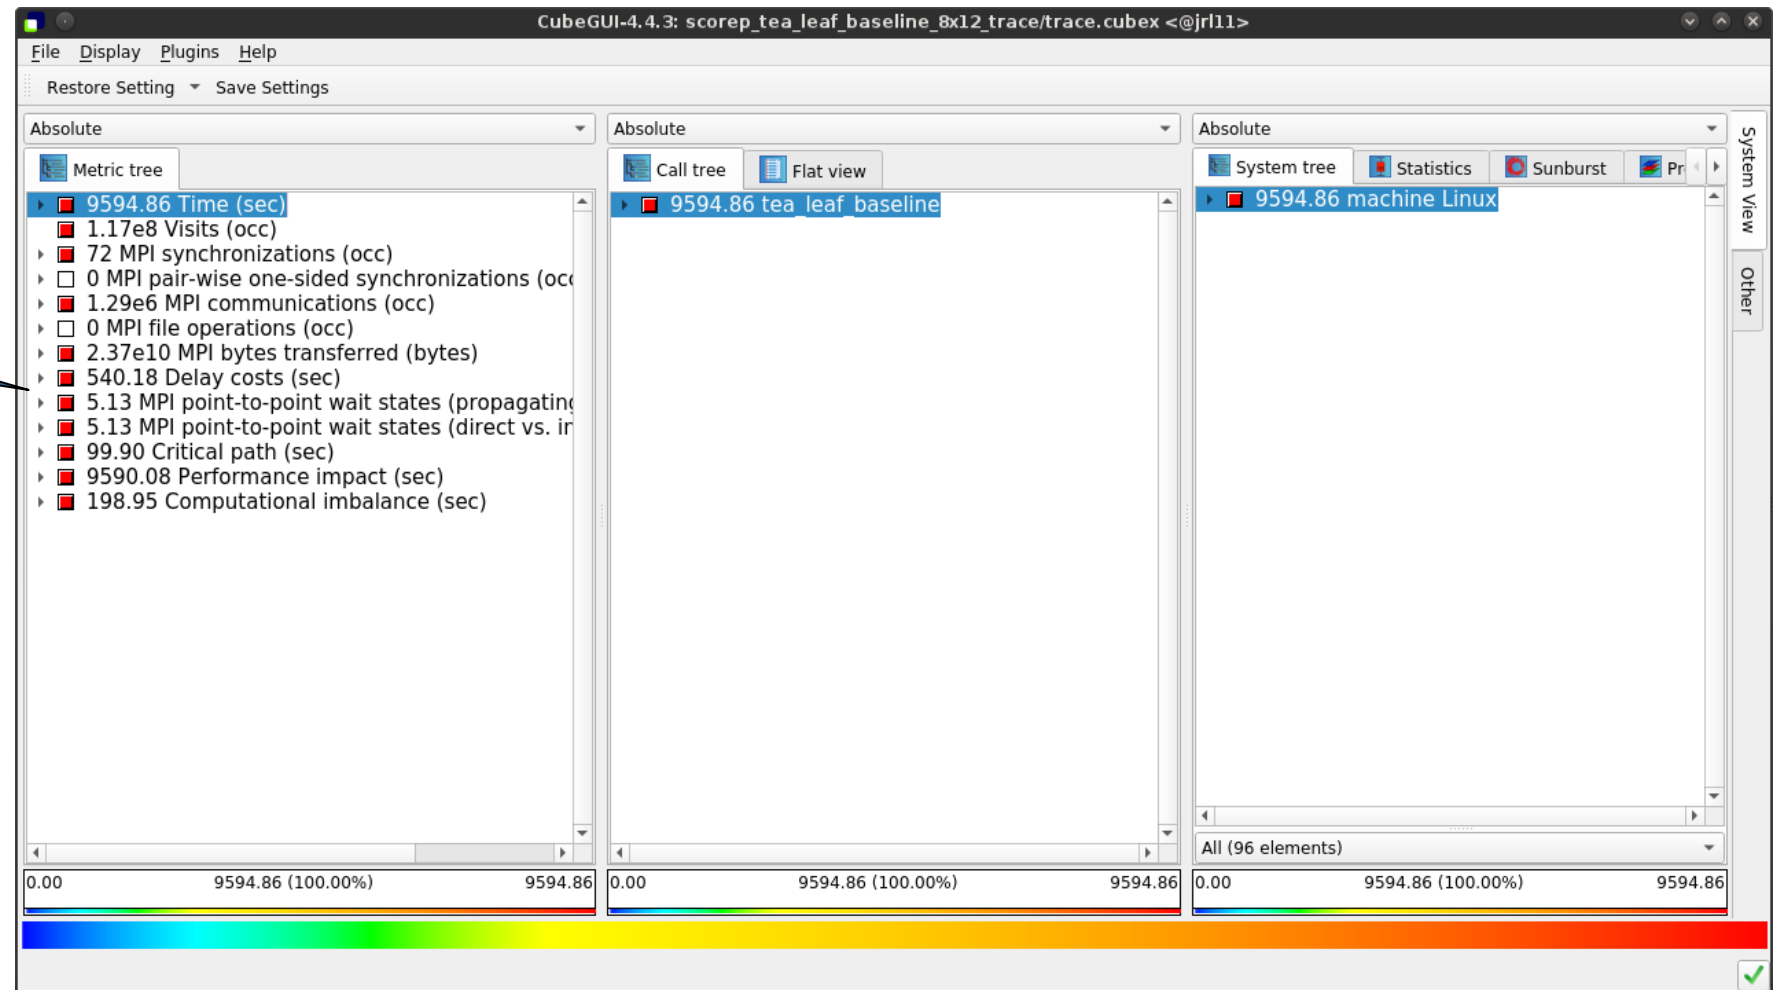 CubeGUI-4.4.3: scorep_tea_leaf_baseline_8x12_trace/trace.cubex <@jrl11>
File Display Plugins Help
Restore Setting Save Settings
Absolute
Metric tree
9594.86 Time (sec)
1.17e8 Visits (occ)
72 MPI synchronizations (occ)
0 MPI pair-wise one-sided synchronizations (occ
1.29e6 MPI communications (occ)
0 MPI file operations (occ)
2.37e10 MPI bytes transferred (bytes)
540.18 Delay costs (sec)
5.13 MPI point-to-point wait states (propagating
5.13 MPI point-to-point wait states (direct vs. in
99.90 Critical path (sec)
9590.08 Performance impact (sec)
198.95 Computational imbalance (sec)
0.00 9594.86 (100.00%) 9594.86
Absolute
Call tree Flat view
9594.86 tea_leaf_baseline
0.00 9594.86 (100.00%) 9594.86
Absolute
System tree Statistics Sunburst Pr
9594.86 machine Linux
All (96 elements)
0.00 9594.86 (100.00%) 9594.86
System View
Other